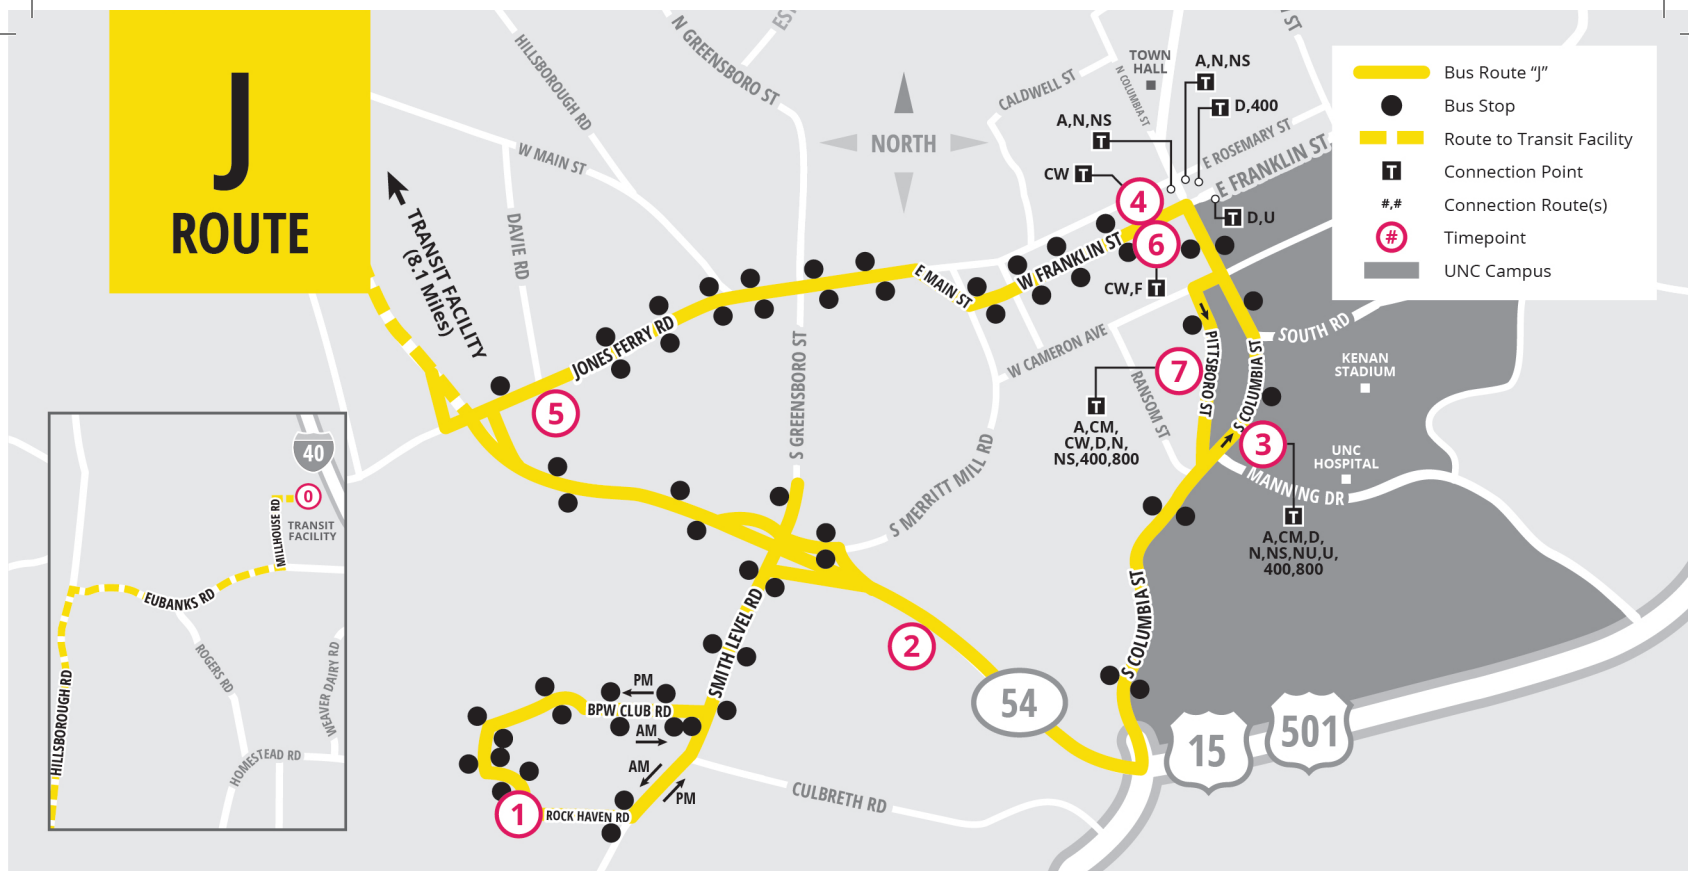 J
ROUTE
HILLSBOROUGH RD
N GREENSBORO ST
ES
CALDWELL ST
TOWN
HALL
N COLUMBIA ST
A,N,NS
T
D,400
T
A,N,NS
T
CW
T
ST
E ROSEMARY ST
E FRANKLIN ST
D,U
T
NORTH
W MAIN ST
DAVIE RD
TRANSIT FACILITY
(8.1 Miles)
Bus Route “J”
Bus Stop
Route to Transit Facility
T
Connection Point
#,#
Connection Route(s)
#
Timepoint
UNC Campus
4
6
W FRANKLIN ST
E MAIN ST
CW,F
T
JONES FERRY RD
S GREENSBORO ST
W CAMERON AVE
SOUTH RD
KENAN
STADIUM
PITTSBORO ST
S COLUMBIA ST
RANSOM ST
7
T
A,CM,
CW,D,N,
NS,400,800
5
3
UNC
HOSPITAL
MANNING DR
T
A,CM,D,
N,NS,NU,U,
400,800
S MERRITT MILL RD
S COLUMBIA ST
SMITH LEVEL RD
2
54
15
501
PM
BPW CLUB RD
AM
AM
PM
1
ROCK HAVEN RD
CULBRETH RD
40
0
TRANSIT
FACILITY
MILLHOUSE RD
EUBANKS RD
ROGERS RD
WEAVER DAIRY RD
HOMESTEAD RD
HILLSBOROUGH RD